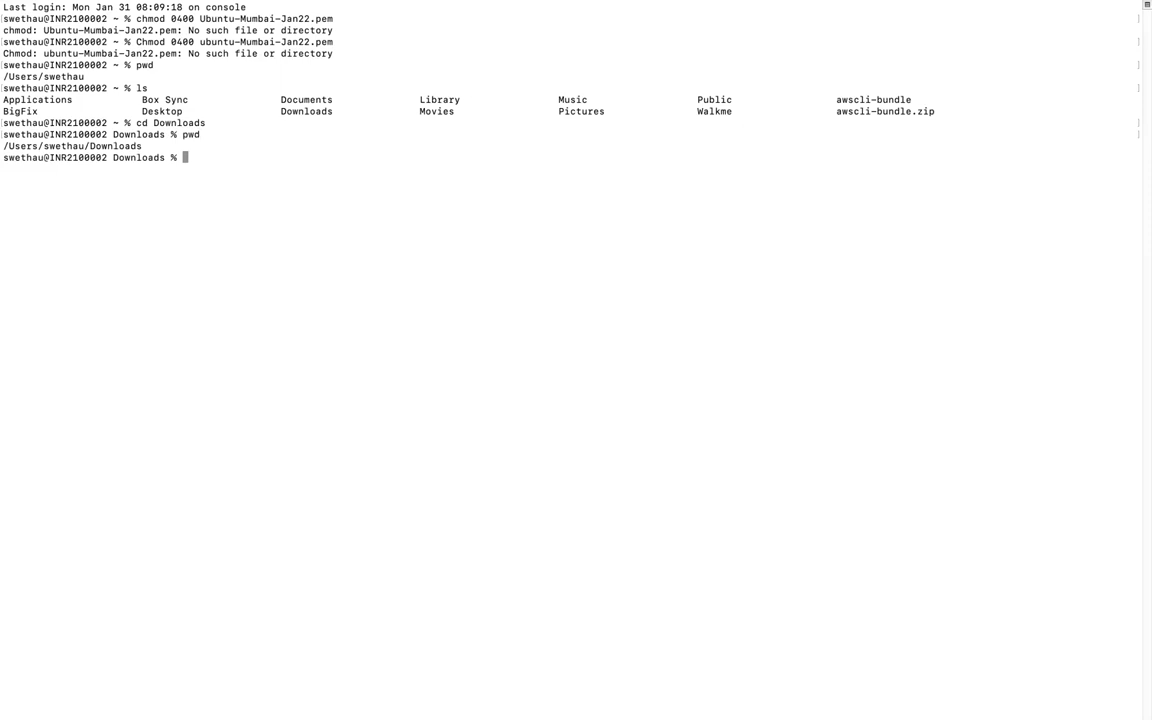 Last login: Mon Jan 31 08:09:18 on console
swethau@INR2100002 ~ % chmod 0400 Ubuntu-Mumbai-Jan22.pem
chmod: Ubuntu-Mumbai-Jan22.pem: No such file or directory
swethau@INR2100002 ~ % Chmod 0400 ubuntu-Mumbai-Jan22.pem
Chmod: ubuntu-Mumbai-Jan22.pem: No such file or directory
swethau@INR2100002 ~ % pwd
/Users/swethau
swethau@INR2100002 ~ % ls
Applications Box Sync Documents Library Music Public awscli-bundle
BigFix Desktop Downloads Movies Pictures Walkme awscli-bundle.zip
swethau@INR2100002 ~ % cd Downloads
swethau@INR2100002 Downloads % pwd
/Users/swethau/Downloads
swethau@INR2100002 Downloads %